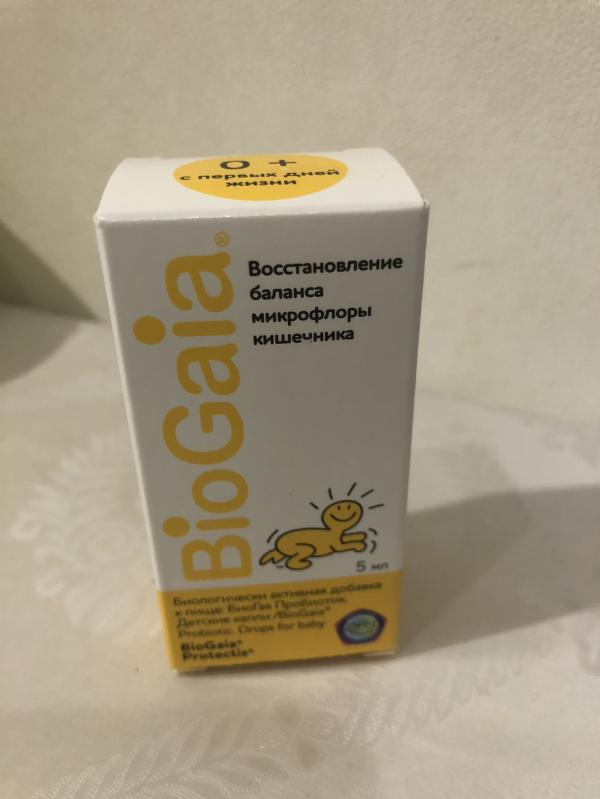 0 +
с первых дней
жизни
BioGaia®
Восстановление
баланса
микрофлоры
кишечника
5 мл
Биологически активная добавка
к пище БиоГая Пробиотик
Детские капли /BioGaia®
Probiotic Drops for baby
BioGaia®
Protectis®